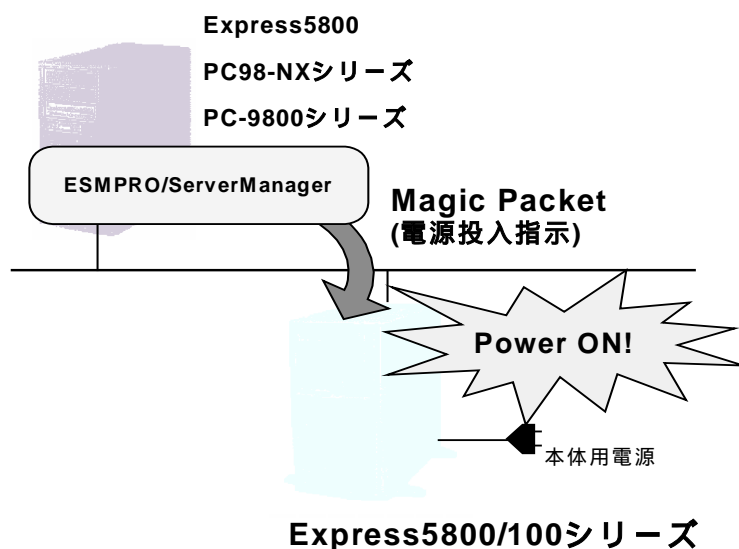 Express5800
PC98-NXシリーズ
PC-9800シリーズ
ESMPRO/ServerManager
Magic Packet
(電源投入指示)
Power ON!
本体用電源
Express5800/100シリーズ